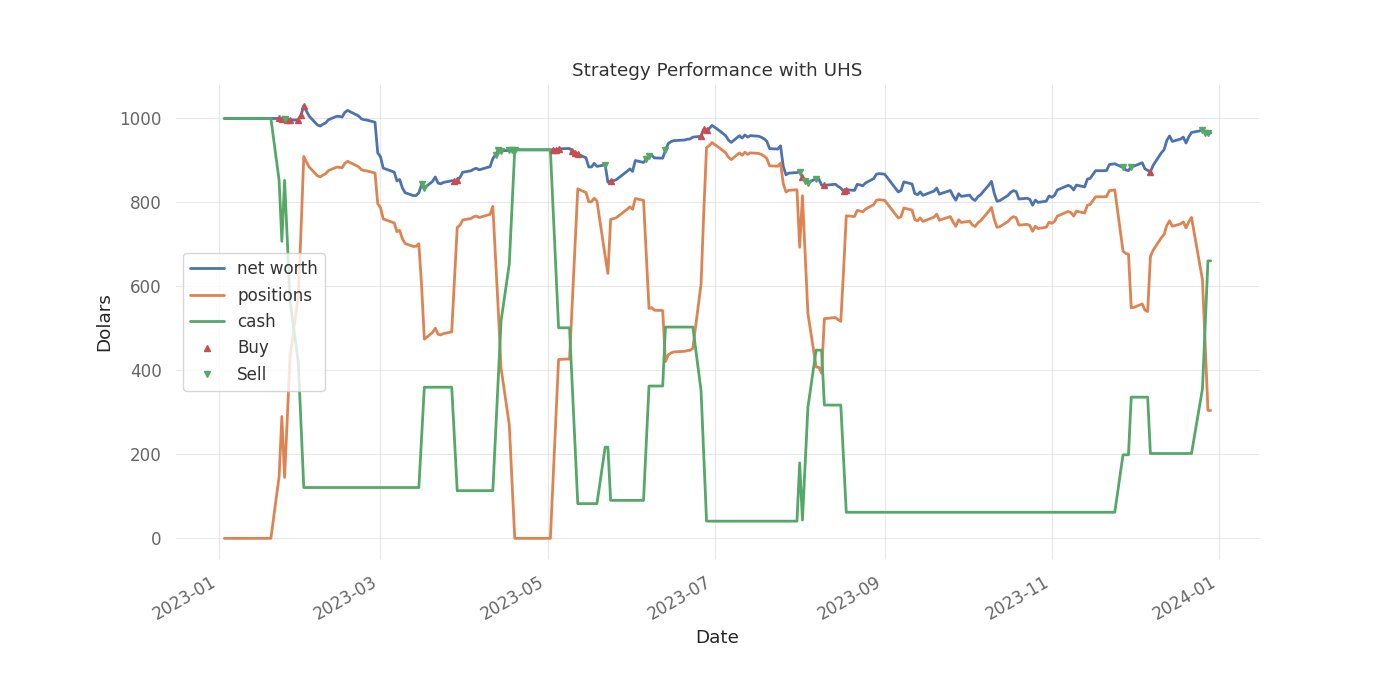 Strategy Performance with UHS
Dolars
1000
800
600
400
200
0
net worth
positions
cash
Buy
Sell
2023-01
2023-03
2023-05
2023-07
2023-09
2023-11
2024-01
Date